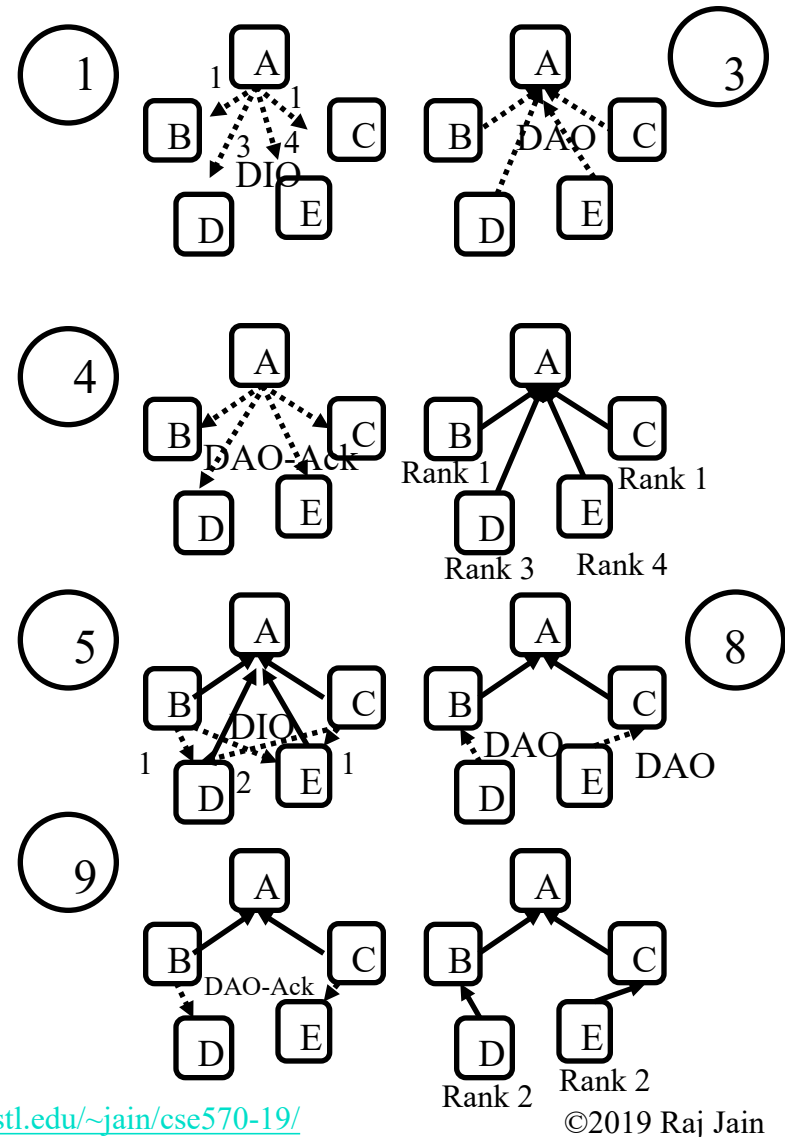 1
A
1
1
B
C
3
4
DIO
D
E
A
3
B
DAO
C
D
E
4
A
B
C
DAO-Ack
D
E
A
B
C
Rank 1
Rank 1
D
E
Rank 3
Rank 4
5
A
B
C
DIO
1
2
1
D
E
A
8
B
C
DAO
DAO
D
E
9
A
B
C
DAO-Ack
D
E
A
B
C
D
E
Rank 2
Rank 2
stl.edu/~jain/cse570-19/
©2019 Raj Jain